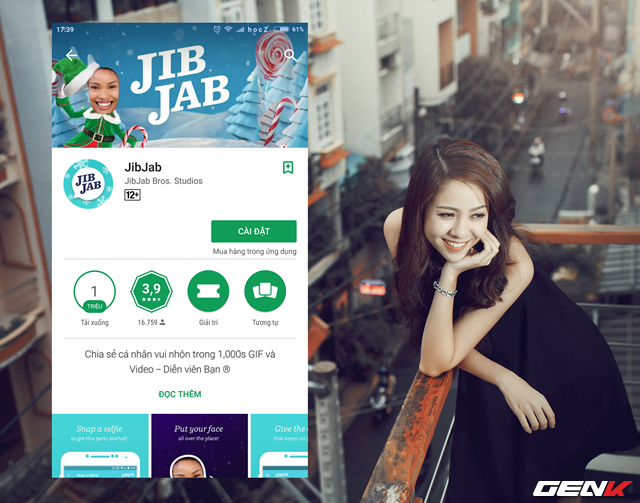 17:39
học2
61%
JIB
JAB
JIB
JAB
JibJab
JibJab Bros. Studios
12+
CÀI ĐẶT
Mua hàng trong ứng dụng
1
TRIỆU
3,9
Tải xuống
16.759
Giải trí
Tương tự
Chia sẻ cá nhân vui nhộn trong 1,000s GIF và
Video – Diễn viên Bạn ®
ĐỌC THÊM
Snap a selfie
to get this party started!
Put your face
all over the place!
Give the
that keeps on
GENK